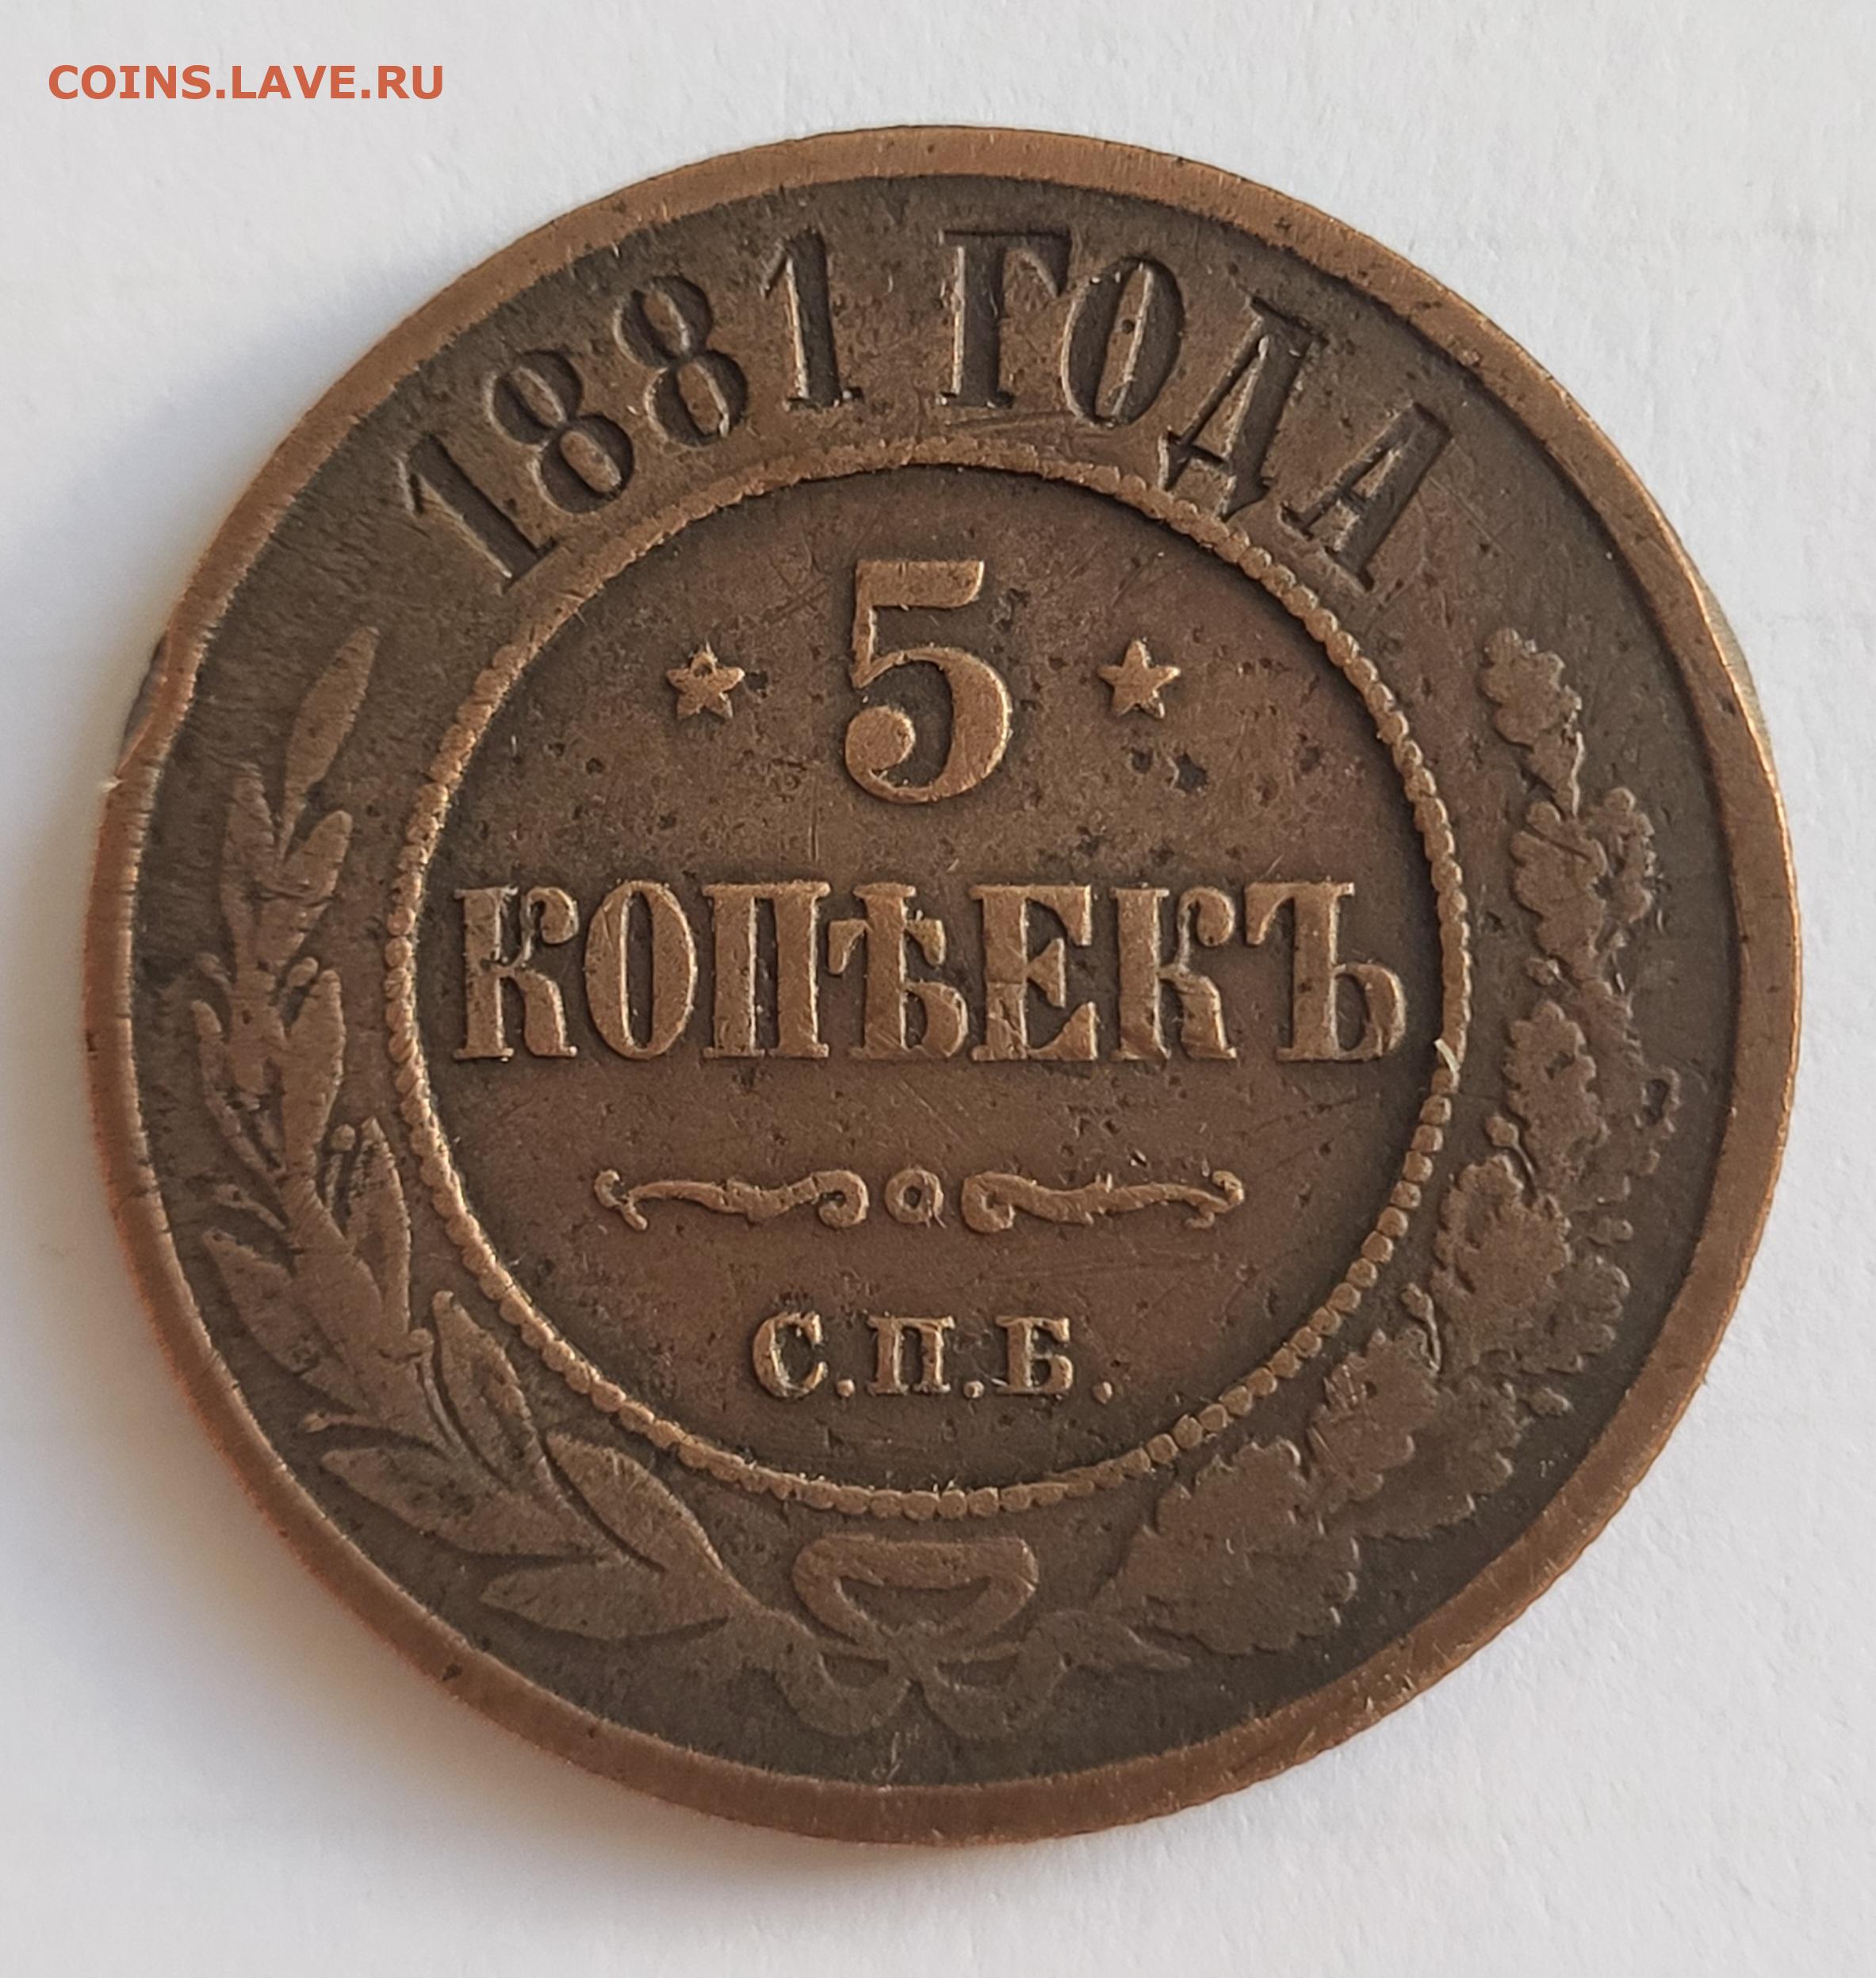 COINS.LAVE.RU
1881 ГОДА
5
КОПѢЕКЪ
С.П.Б.